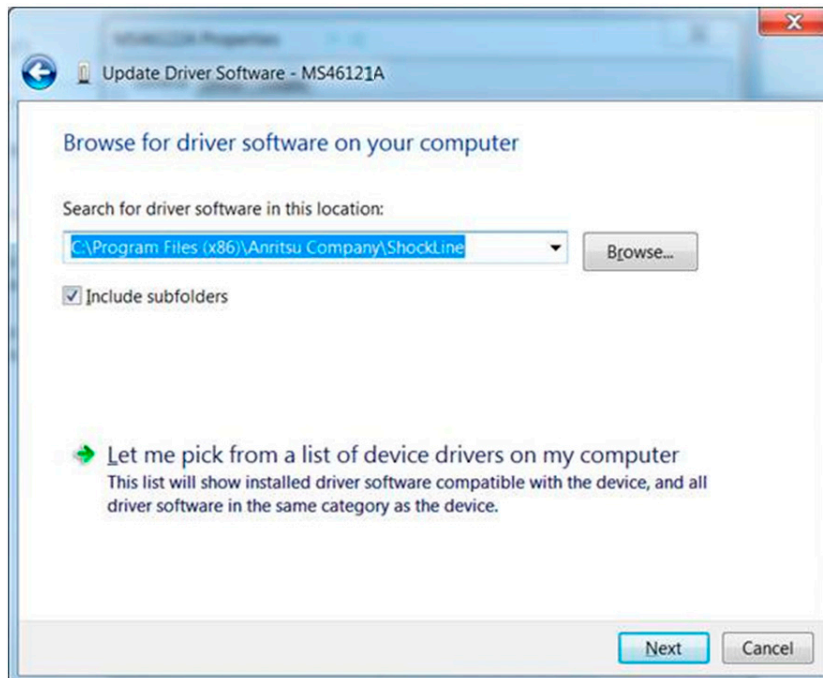 Update Driver Software - MS46121A
Browse for driver software on your computer
Search for driver software in this location:
C:\Program Files (x86)\Anritsu Company\ShockLine
Browse...
Include subfolders
Let me pick from a list of device drivers on my computer
This list will show installed driver software compatible with the device, and all
driver software in the same category as the device.
Next
Cancel